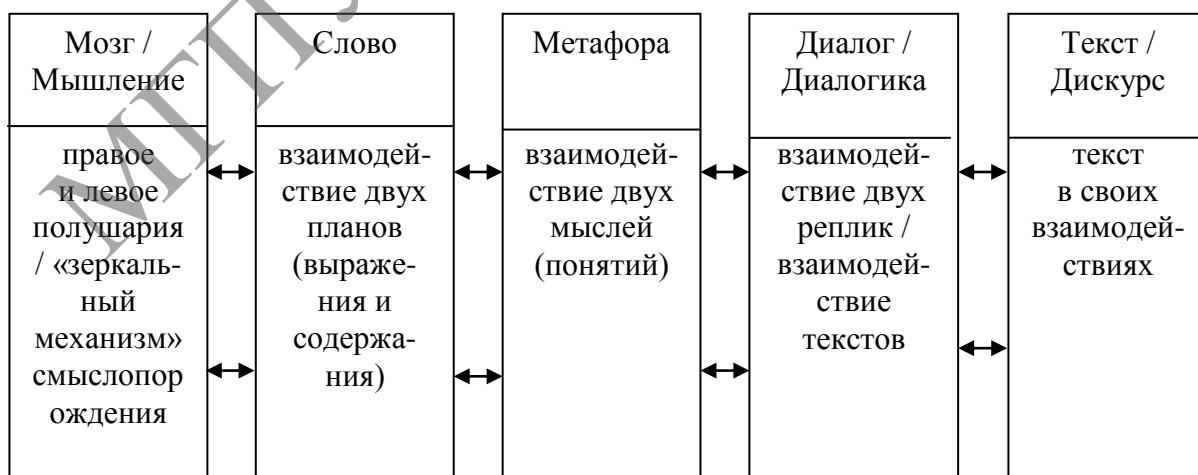 Мозг /
Мышление
правое
и левое
полушария
/ «зеркаль-
ный
механизм»
смыслопор
ождения
Слово
взаимодей-
ствие двух
планов
(выраже-
ния и
содержа-
ния)
Метафора
взаимодей-
ствие двух
мыслей
(понятий)
Диалог /
Диалогика
взаимодей-
ствие двух
реплик /
взаимодей-
ствие
текстов
Текст /
Дискурс
текст
в своих
взаимодей-
ствиях